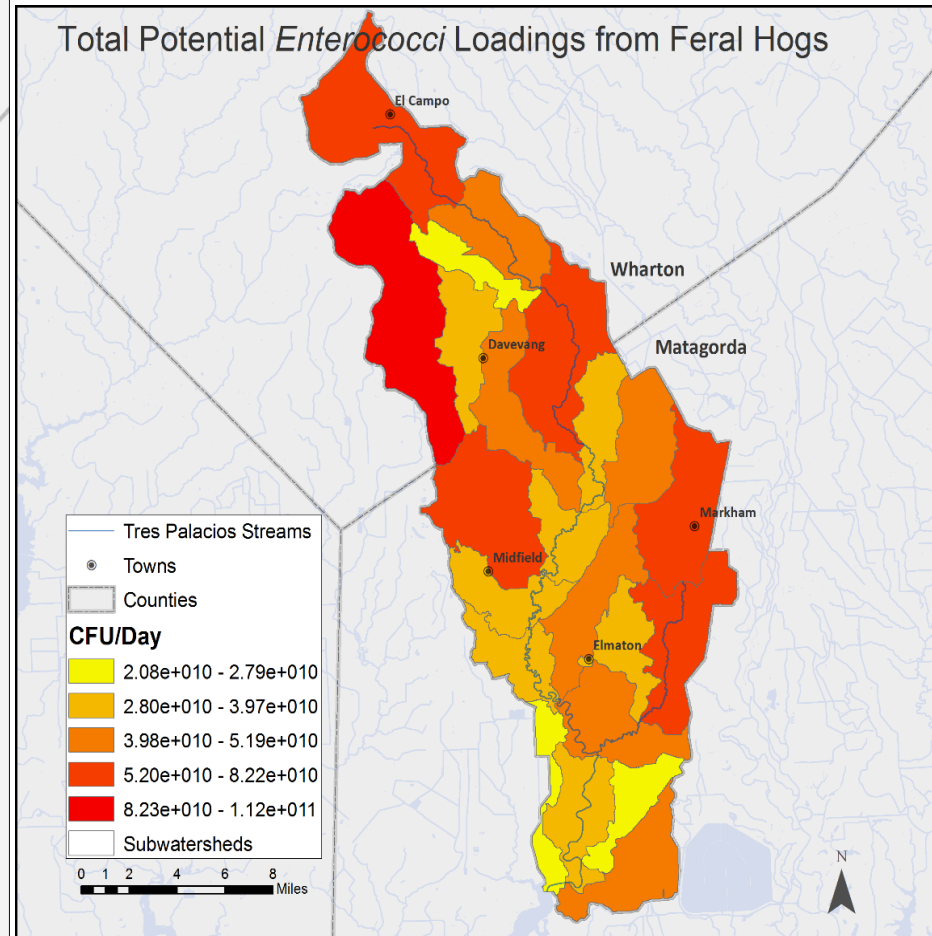 Total Potential Enterococci Loadings from Feral Hogs
El Campo
Wharton
Matagorda
Davevang
Markham
Midfield
Elmaton
Tres Palacios Streams
Towns
Counties
CFU/Day
2.08e+010 - 2.79e+010
2.80e+010 - 3.97e+010
3.98e+010 - 5.19e+010
5.20e+010 - 8.22e+010
8.23e+010 - 1.12e+011
Subwatersheds
0 1 2 4 6 8
Miles
N